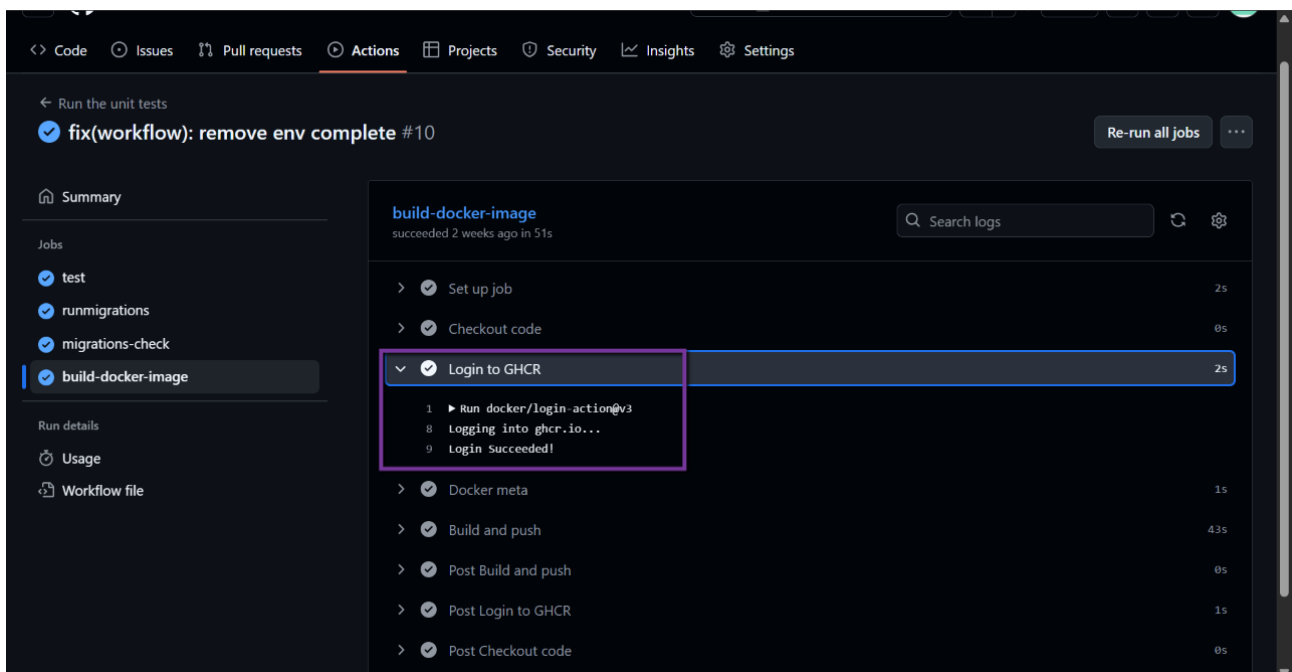 Code Issues Pull requests Actions Projects Security Insights Settings
Run the unit tests
fix(workflow): remove env complete #10
Re-run all jobs
Summary
Jobs
test
runmigrations
migrations-check
build-docker-image
Run details
Usage
Workflow file
build-docker-image
succeeded 2 weeks ago in 51s
Search logs
Set up job 2s
Checkout code 0s
Login to GHCR 2s
1 Run docker/login-action@v3
8 Logging into ghcr.io...
9 Login Succeeded!
Docker meta 1s
Build and push 43s
Post Build and push 0s
Post Login to GHCR 1s
Post Checkout code 0s